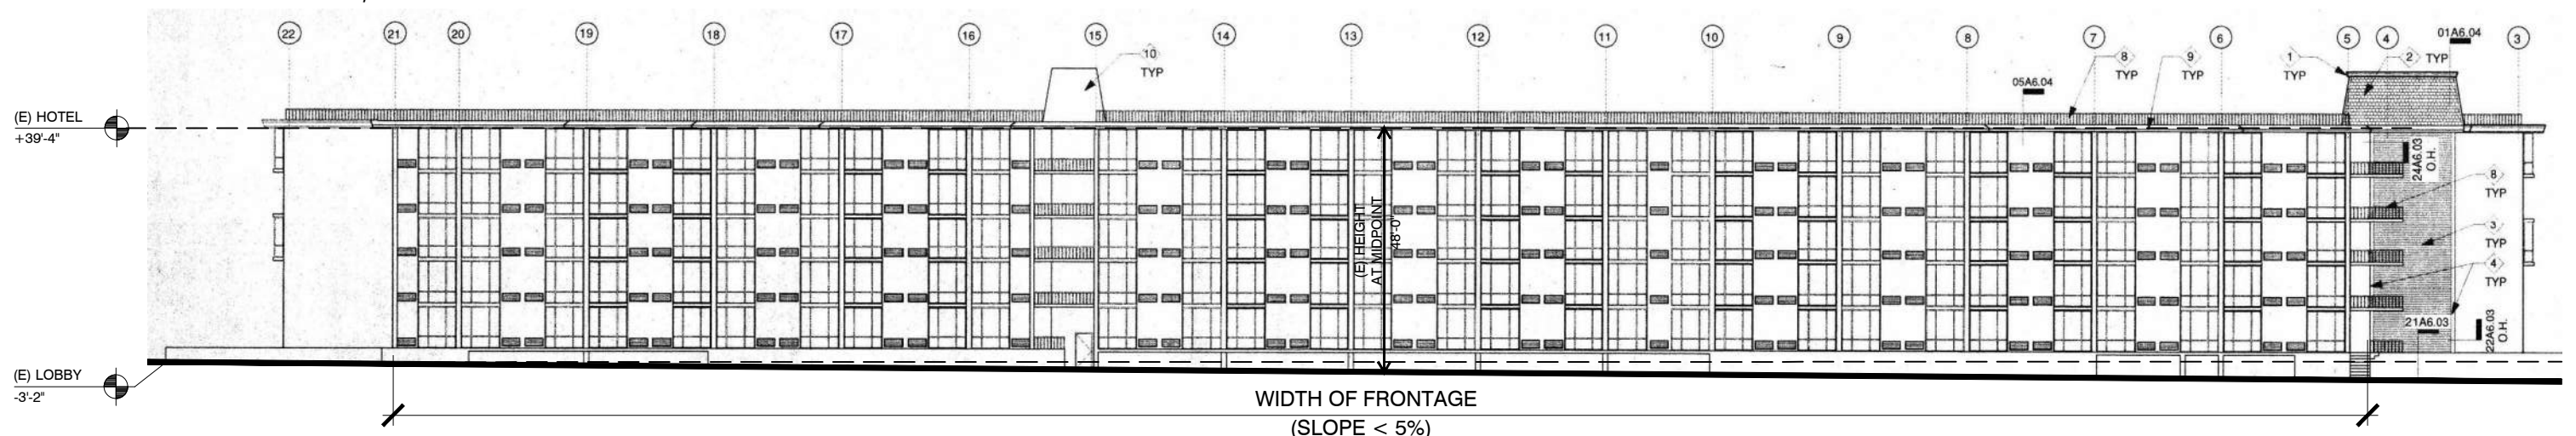 22 21 20 19 18 17 16 15 14 13 12 11 10 9 8 7 6 5 4 3
01A6.04
10
TYP
8
TYP
9
TYP
1
TYP
2 TYP
05A6.04
(E) HOTEL
+39'-4"
24A6.03
O.H.
8
TYP
3
TYP
4
TYP
(E) HEIGHT
AT MIDPOINT
48'-0"
21A6.03
22A6.03
O.H.
(E) LOBBY
-3'-2"
WIDTH OF FRONTAGE
(SLOPE < 5%)